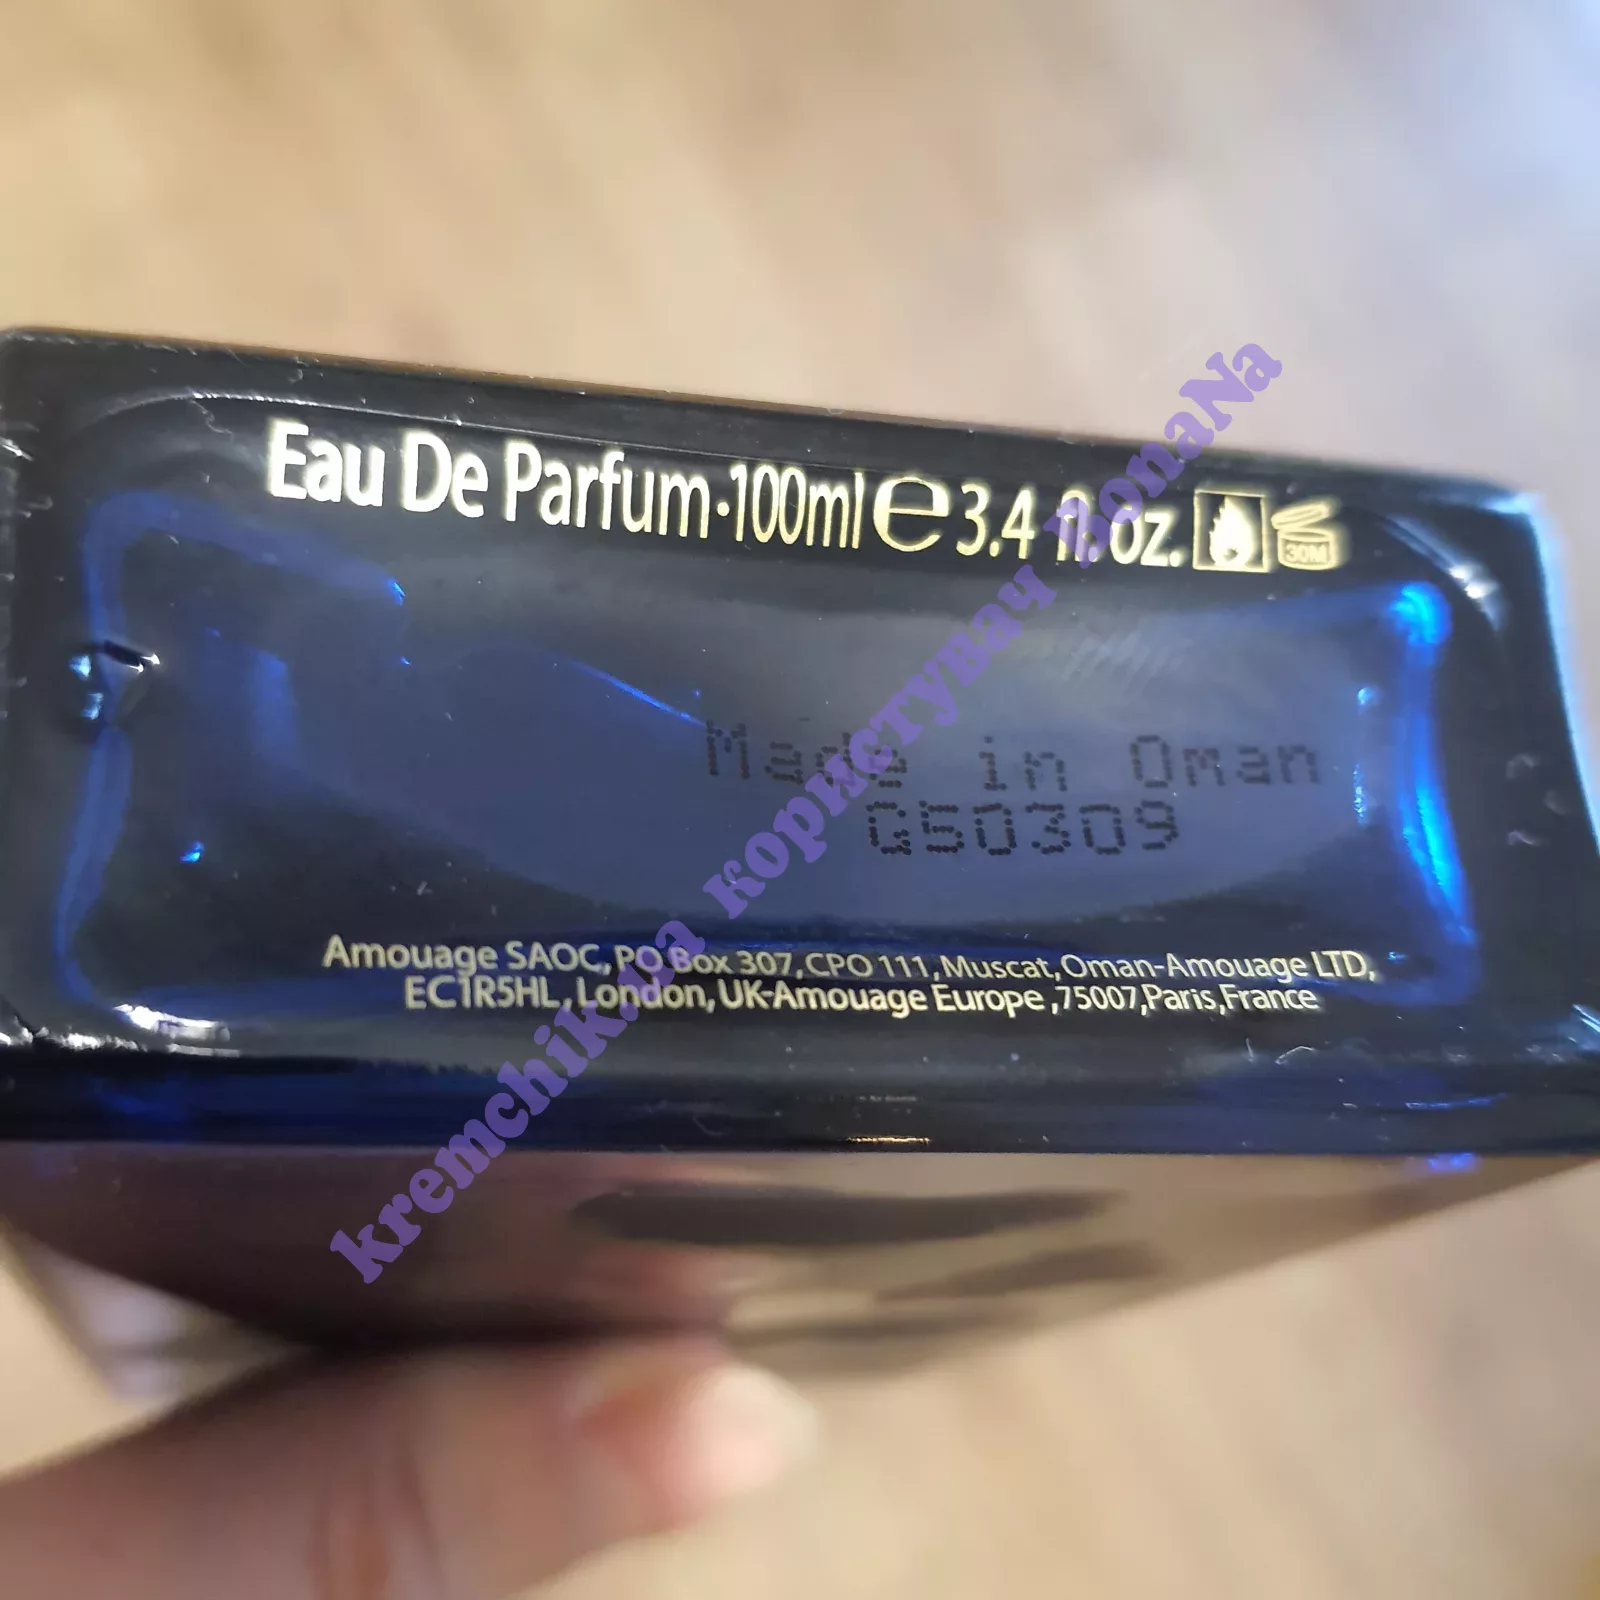 Eau De Parfum·100ml ℮ 3.4 fl. oz.
30M
Made in Oman
G50309
Amouage SAOC, PO Box 307, CPO 111, Muscat, Oman-Amouage LTD,
EC1R5HL, London, UK-Amouage Europe ,75007, Paris, France
kremchik.ua користувач BonaNa